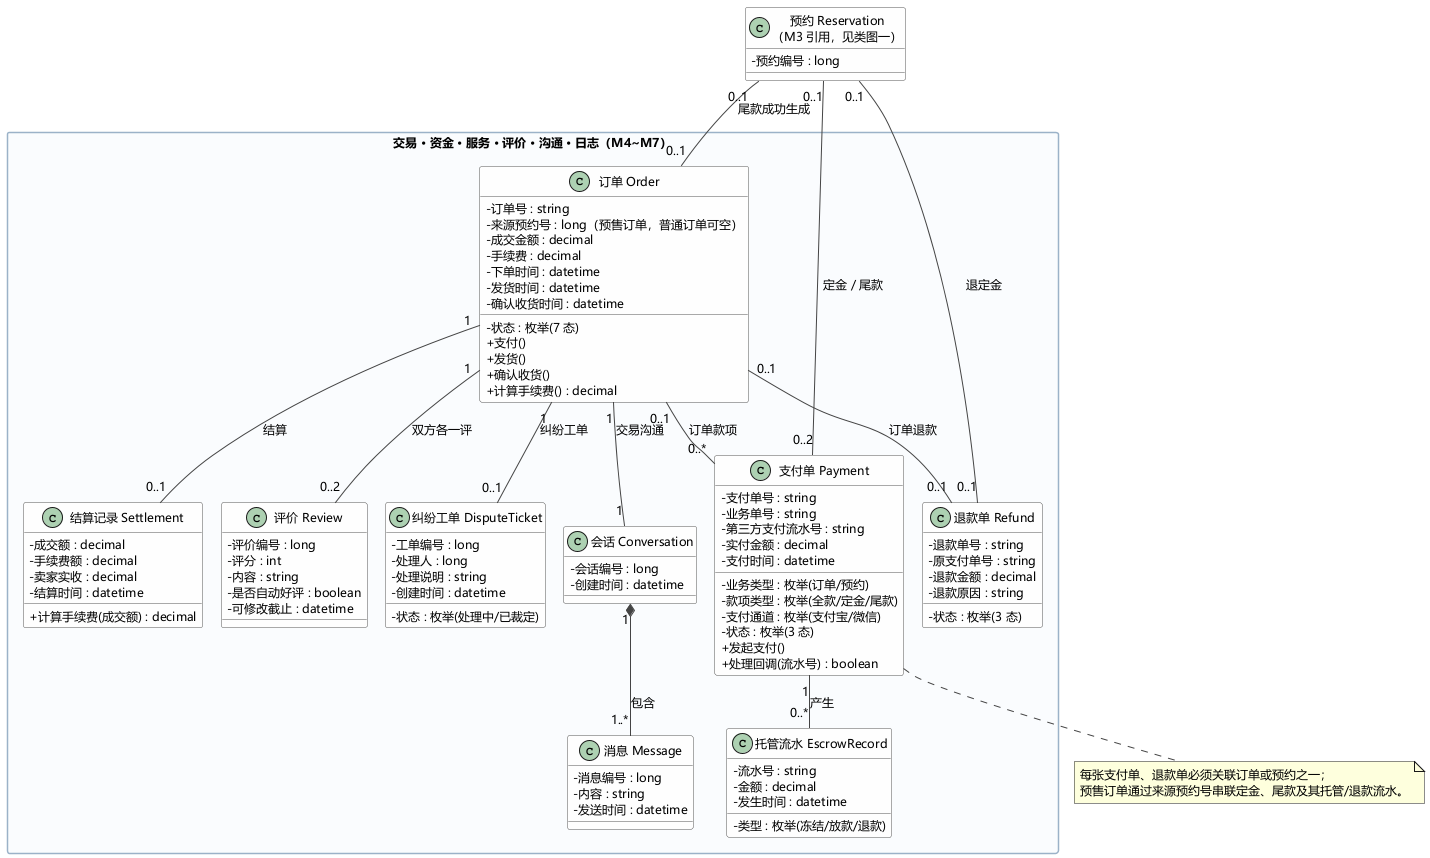 C 预约 Reservation
(M3 引用，见类图一)
-预约编号 : long
0..1
0..1
0..1
尾款成功生成
交易・资金・服务・评价・沟通・日志（M4~M7）
0..1
C 订单 Order
-订单号 : string
-来源预约号 : long（预售订单，普通订单可空）
-成交金额 : decimal
-手续费 : decimal
-下单时间 : datetime
-发货时间 : datetime
-确认收货时间 : datetime
-状态 : 枚举(7 态)
+支付()
+发货()
+确认收货()
+计算手续费() : decimal
定金 / 尾款
退定金
1
1
0..1
1
1
0..1
结算
双方各一评
纠纷工单
交易沟通
订单款项
订单退款
0..2
0..*
0..1
0..2
0..1
1
0..1
0..1
C 结算记录 Settlement
-成交额 : decimal
-手续费额 : decimal
-卖家实收 : decimal
-结算时间 : datetime
+计算手续费(成交额) : decimal
C 评价 Review
-评价编号 : long
-评分 : int
-内容 : string
-是否自动好评 : boolean
-可修改截止 : datetime
C 纠纷工单 DisputeTicket
-工单编号 : long
-处理人 : long
-处理说明 : string
-创建时间 : datetime
-状态 : 枚举(处理中/已裁定)
C 会话 Conversation
-会话编号 : long
-创建时间 : datetime
C 支付单 Payment
-支付单号 : string
-业务单号 : string
-第三方支付流水号 : string
-实付金额 : decimal
-支付时间 : datetime
-业务类型 : 枚举(订单/预约)
-款项类型 : 枚举(全款/定金/尾款)
-支付通道 : 枚举(支付宝/微信)
-状态 : 枚举(3 态)
+发起支付()
+处理回调(流水号) : boolean
C 退款单 Refund
-退款单号 : string
-原支付单号 : string
-退款金额 : decimal
-退款原因 : string
-状态 : 枚举(3 态)
1
包含
1..*
1
产生
0..*
C 消息 Message
-消息编号 : long
-内容 : string
-发送时间 : datetime
C 托管流水 EscrowRecord
-流水号 : string
-金额 : decimal
-发生时间 : datetime
-类型 : 枚举(冻结/放款/退款)
每张支付单、退款单必须关联订单或预约之一；
预售订单通过来源预约号串联定金、尾款及其托管/退款流水。